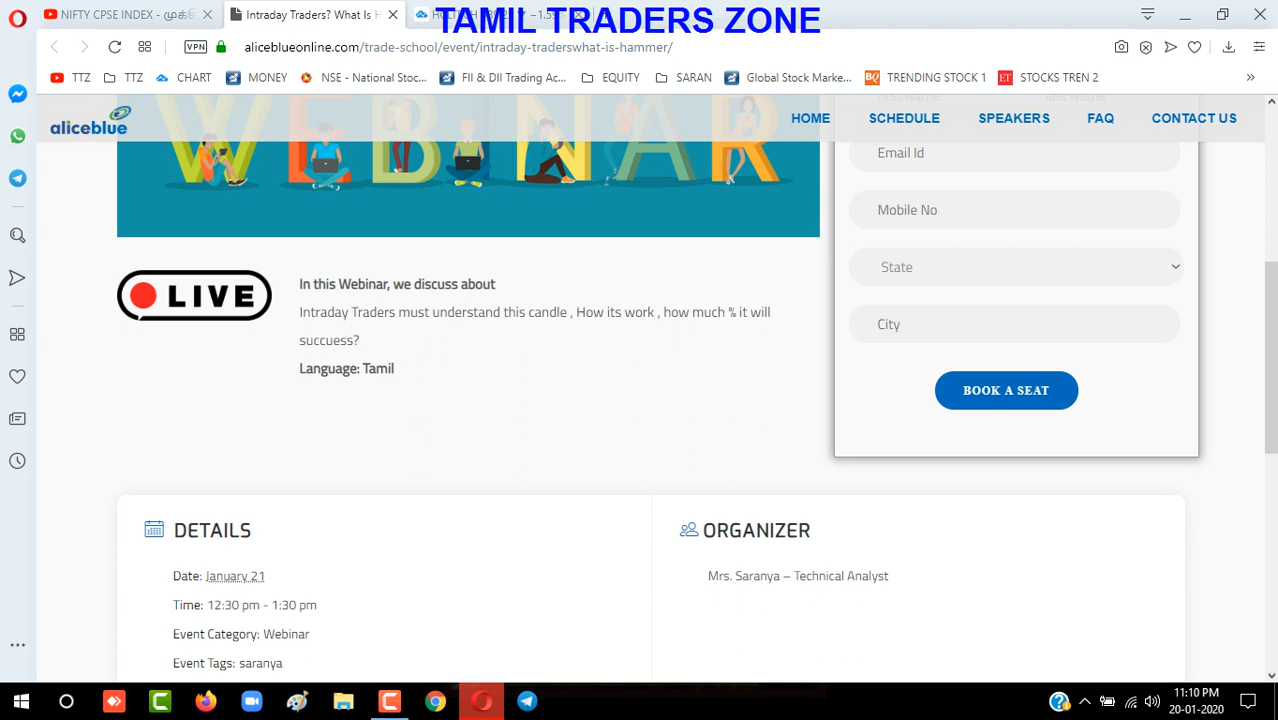 NIFTY CPSE INDEX - முக்
Intraday Traders? What Is H
TAMIL TRADERS ZONE
VPN
aliceblueonline.com/trade-school/event/intraday-traderswhat-is-hammer/
TTZ
TTZ
CHART
MONEY
NSE - National Stoc...
FII & DII Trading Ac...
EQUITY
SARAN
Global Stock Marke...
BQ
TRENDING STOCK 1
ET
STOCKS TREN 2
»
aliceblue
HOME
SCHEDULE
SPEAKERS
FAQ
CONTACT US
WEBINAR
Email Id
Mobile No
State
City
BOOK A SEAT
LIVE
In this Webinar, we discuss about
Intraday Traders must understand this candle , How its work , how much % it will
succuess?
Language: Tamil
DETAILS
Date: January 21
Time: 12:30 pm - 1:30 pm
Event Category: Webinar
Event Tags: saranya
ORGANIZER
Mrs. Saranya – Technical Analyst
11:10 PM
20-01-2020